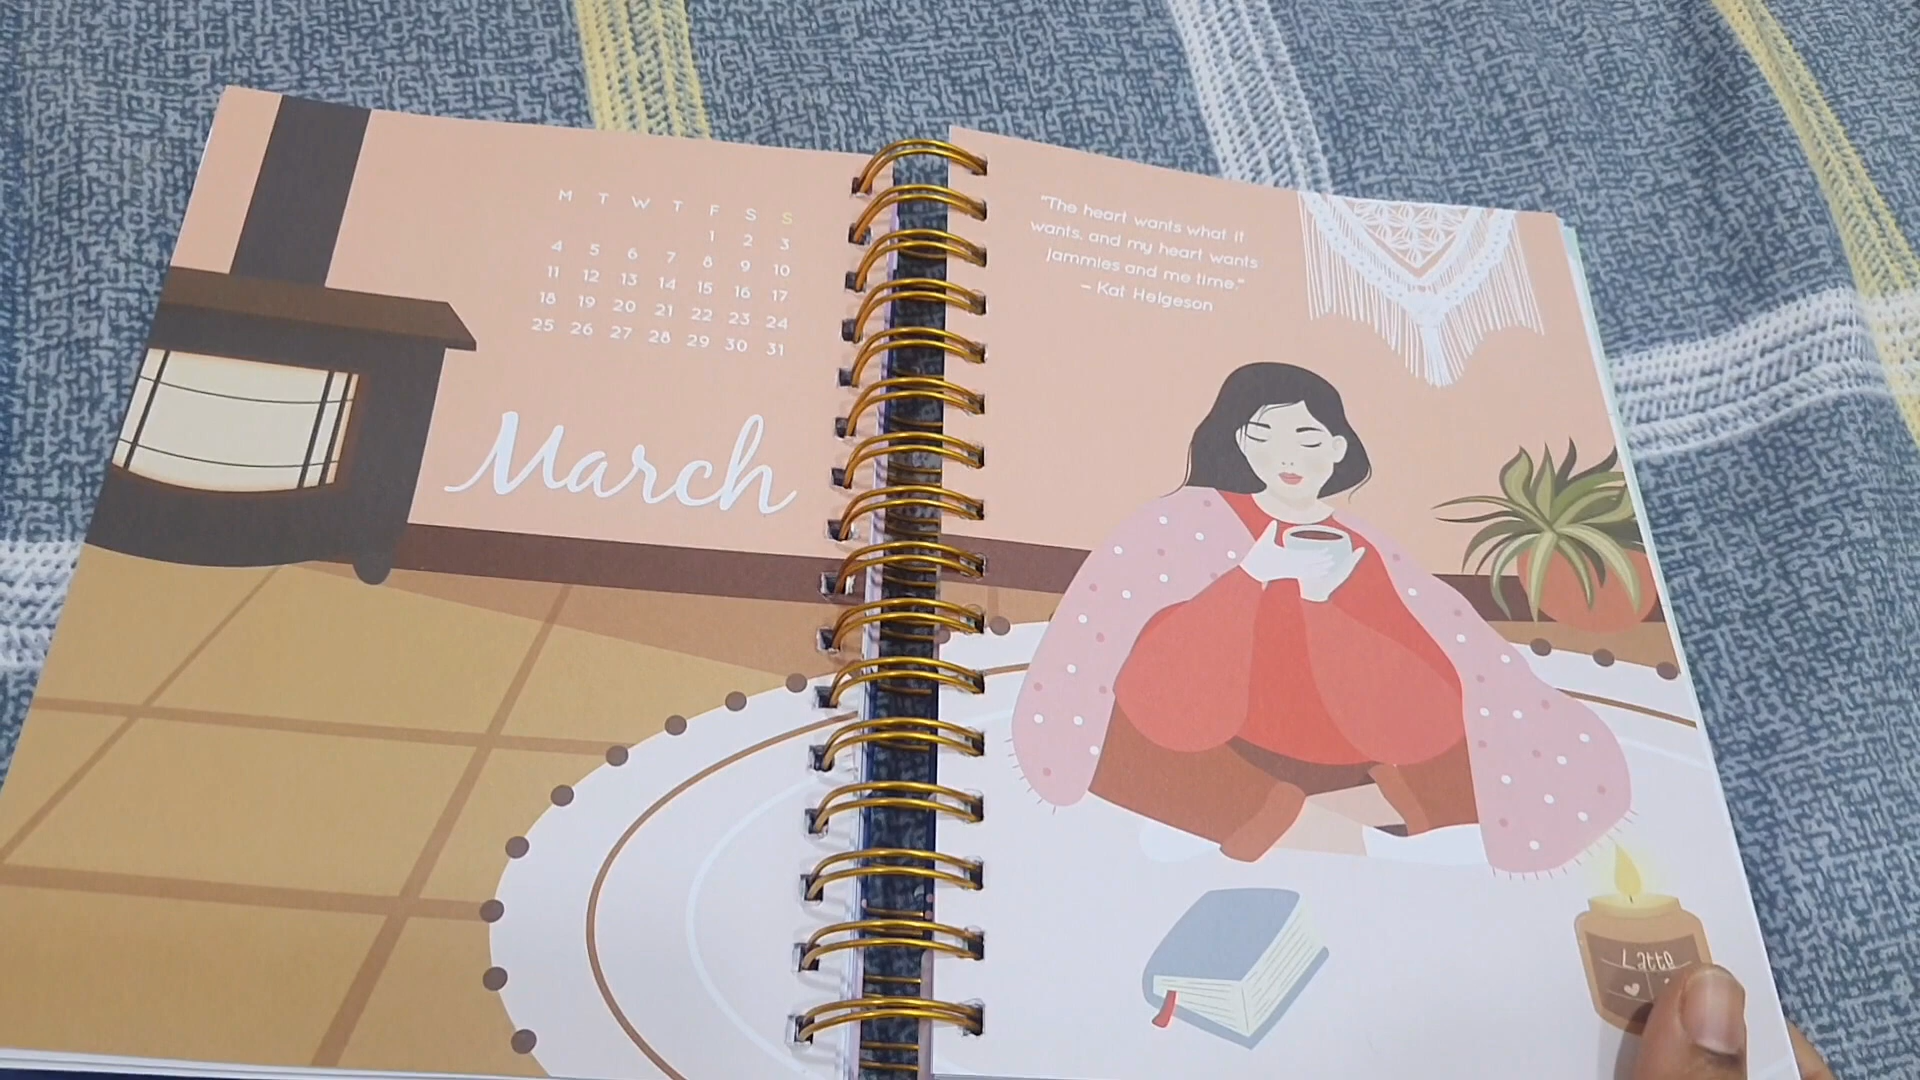 M T W T F S S
1 2 3
4 5 6 7 8 9 10
11 12 13 14 15 16 17
18 19 20 21 22 23 24
25 26 27 28 29 30 31
March
"The heart wants what it
wants, and my heart wants
jammies and me time."
– Kat Helgeson
Latte